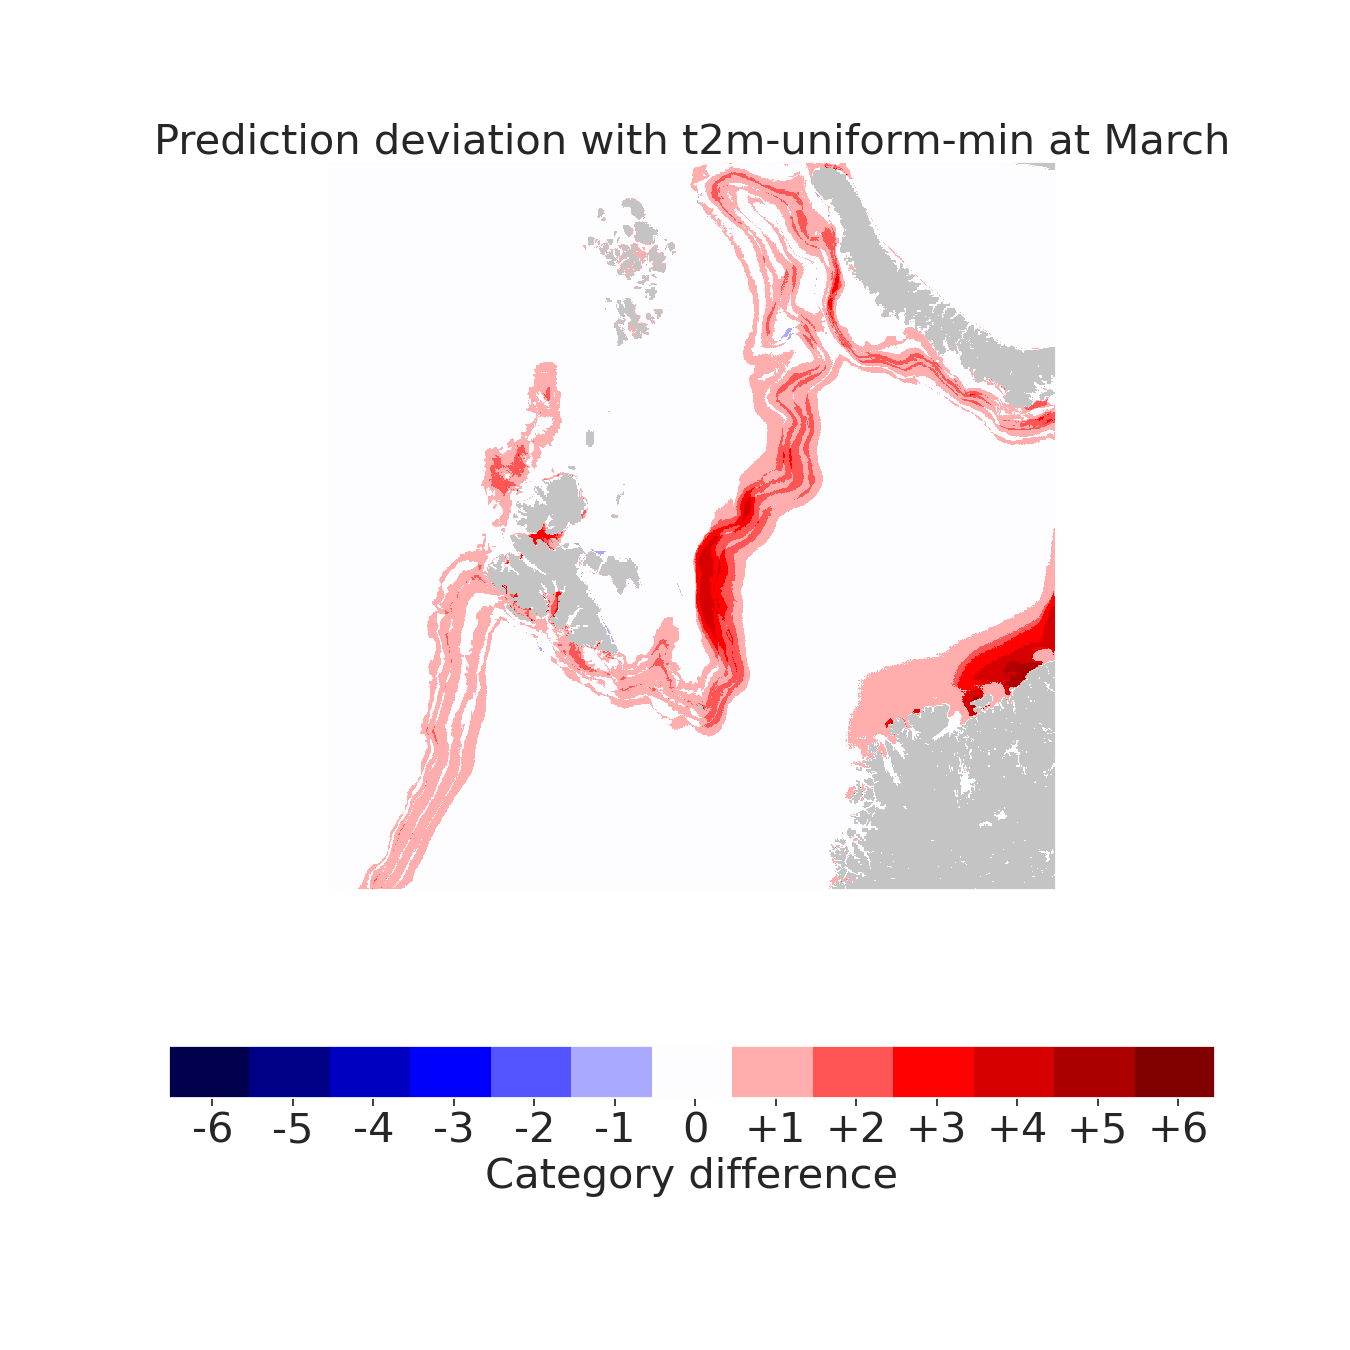 Prediction deviation with t2m-uniform-min at March
-6 -5 -4 -3 -2 -1 0 +1 +2 +3 +4 +5 +6
Category difference